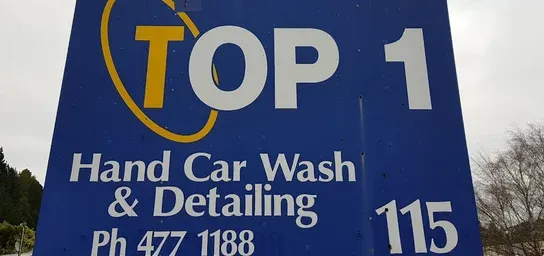 TOP 1
Hand Car Wash
& Detailing
Ph 477 1188
115